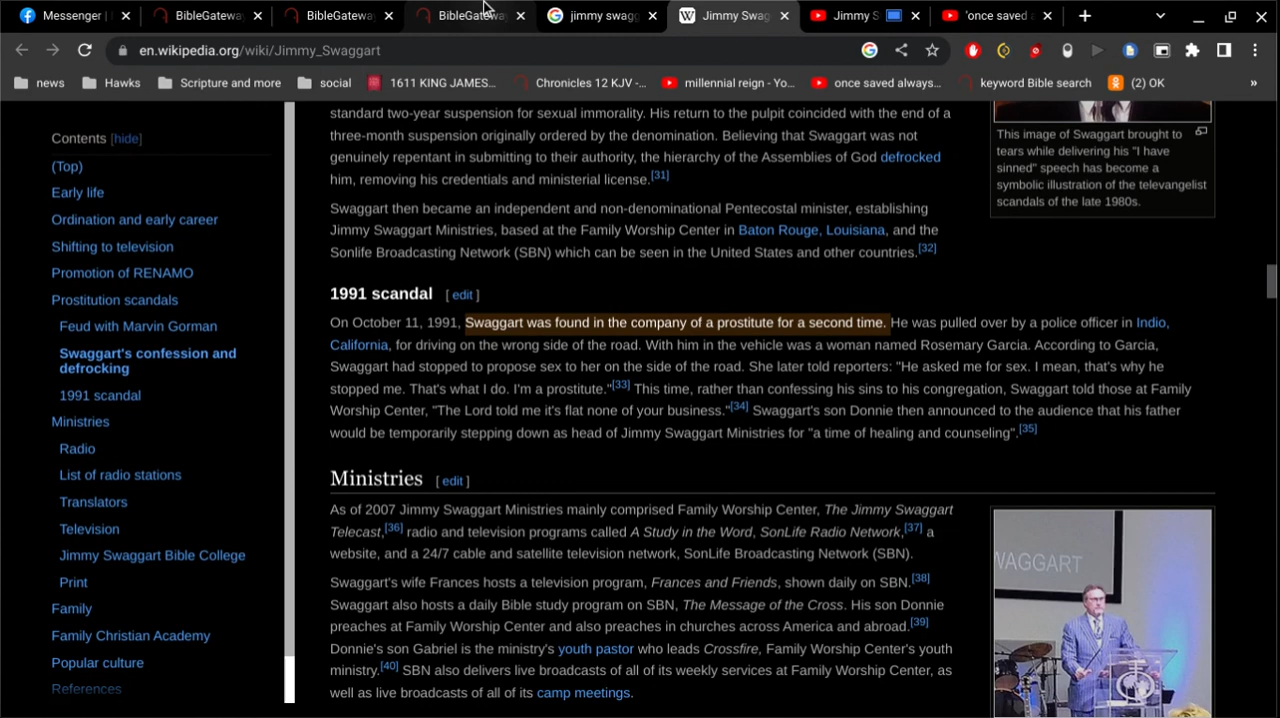 Messenger |
BibleGateway
BibleGateway
BibleGateway
jimmy swagg
Jimmy Swag
Jimmy S
'once saved a
en.wikipedia.org/wiki/Jimmy_Swaggart
news
Hawks
Scripture and more
social
1611 KING JAMES...
Chronicles 12 KJV -...
millennial reign - Yo...
once saved always...
keyword Bible search
(2) OK
»
Contents [hide]
(Top)
Early life
Ordination and early career
Shifting to television
Promotion of RENAMO
Prostitution scandals
Feud with Marvin Gorman
Swaggart's confession and
defrocking
1991 scandal
Ministries
Radio
List of radio stations
Translators
Television
Jimmy Swaggart Bible College
Print
Family
Family Christian Academy
Popular culture
References
standard two-year suspension for sexual immorality. His return to the pulpit coincided with the end of a
three-month suspension originally ordered by the denomination. Believing that Swaggart was not
genuinely repentant in submitting to their authority, the hierarchy of the Assemblies of God defrocked
him, removing his credentials and ministerial license.[31]
Swaggart then became an independent and non-denominational Pentecostal minister, establishing
Jimmy Swaggart Ministries, based at the Family Worship Center in Baton Rouge, Louisiana, and the
Sonlife Broadcasting Network (SBN) which can be seen in the United States and other countries.[32]
This image of Swaggart brought to
tears while delivering his "I have
sinned" speech has become a
symbolic illustration of the televangelist
scandals of the late 1980s.
1991 scandal [ edit ]
On October 11, 1991, Swaggart was found in the company of a prostitute for a second time. He was pulled over by a police officer in Indio,
California, for driving on the wrong side of the road. With him in the vehicle was a woman named Rosemary Garcia. According to Garcia,
Swaggart had stopped to propose sex to her on the side of the road. She later told reporters: "He asked me for sex. I mean, that's why he
stopped me. That's what I do. I'm a prostitute."[33] This time, rather than confessing his sins to his congregation, Swaggart told those at Family
Worship Center, "The Lord told me it's flat none of your business."[34] Swaggart's son Donnie then announced to the audience that his father
would be temporarily stepping down as head of Jimmy Swaggart Ministries for "a time of healing and counseling".[35]
Ministries [ edit ]
As of 2007 Jimmy Swaggart Ministries mainly comprised Family Worship Center, The Jimmy Swaggart
Telecast,[36] radio and television programs called A Study in the Word, SonLife Radio Network,[37] a
website, and a 24/7 cable and satellite television network, SonLife Broadcasting Network (SBN).
Swaggart's wife Frances hosts a television program, Frances and Friends, shown daily on SBN.[38]
Swaggart also hosts a daily Bible study program on SBN, The Message of the Cross. His son Donnie
preaches at Family Worship Center and also preaches in churches across America and abroad.[39]
Donnie's son Gabriel is the ministry's youth pastor who leads Crossfire, Family Worship Center's youth
ministry.[40] SBN also delivers live broadcasts of all of its weekly services at Family Worship Center, as
well as live broadcasts of all of its camp meetings.
WAGGART